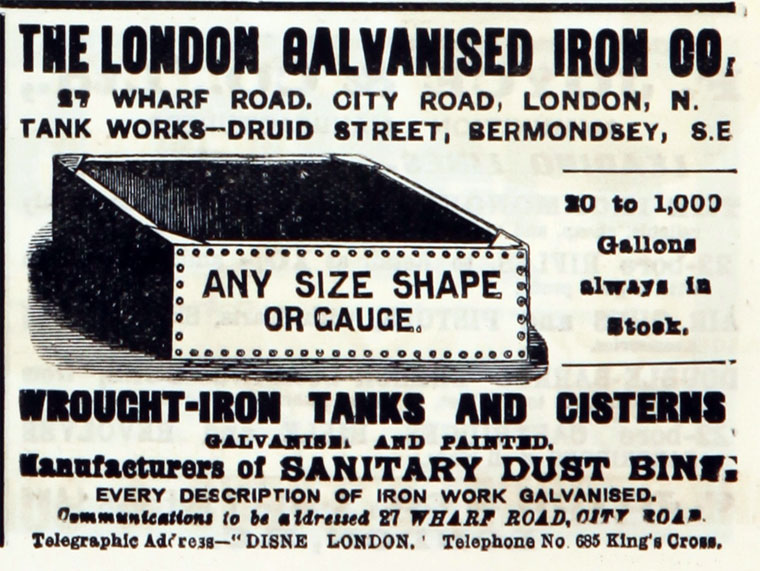 THE LONDON GALVANISED IRON CO.
27 WHARF ROAD. CITY ROAD, LONDON, N.
TANK WORKS—DRUID STREET, BERMONDSEY, S.E
ANY SIZE SHAPE
OR GAUGE.
20 to 1,000
Gallons
always in
Stock.
WROUGHT-IRON TANKS AND CISTERNS
GALVANISED AND PAINTED.
Manufacturers of SANITARY DUST BINS.
EVERY DESCRIPTION OF IRON WORK GALVANISED.
Communications to be addressed 27 WHARF ROAD, CITY ROAD.
Telegraphic Address—"DISNE LONDON.' Telephone No. 685 King's Cross.